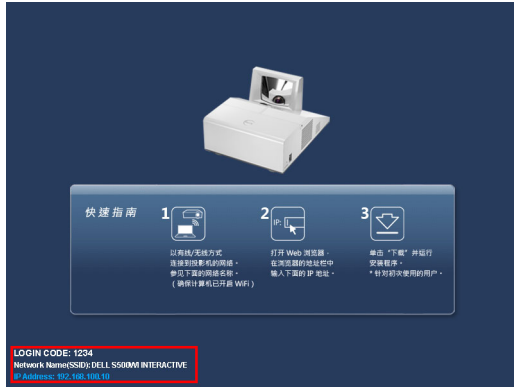 快速指南
1
2
IP:
3
以有线/无线方式
连接到投影机的网络。
参见下面的网络名称。
（确保计算机已开启 WiFi）
打开 Web 浏览器。
在浏览器的地址栏中
输入下面的 IP 地址。
单击“下载”并运行
安装程序。
*针对初次使用的用户。
LOGIN CODE: 1234
Network Name(SSID): DELL S500WI INTERACTIVE
IP Address: 192.168.100.10